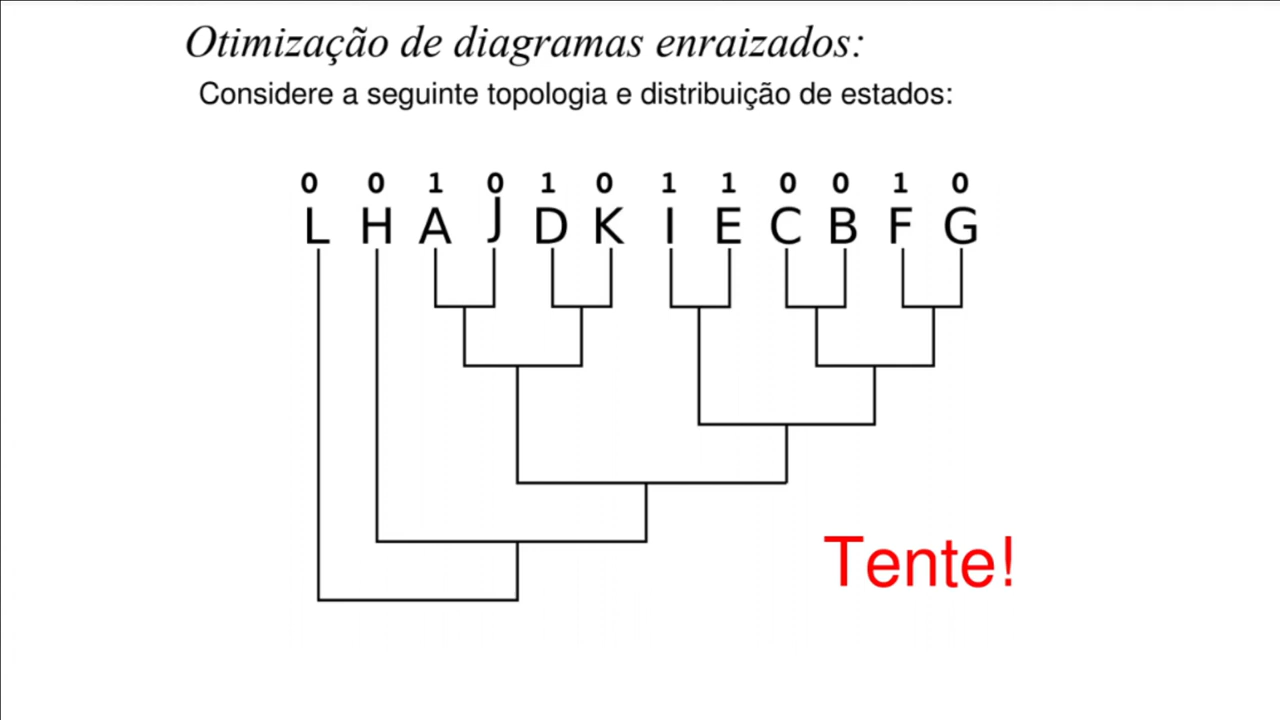 Otimização de diagramas enraizados:
Considere a seguinte topologia e distribuição de estados:
0 0 1 0 1 0 1 1 0 0 1 0
L H A J D K I E C B F G
Tente!